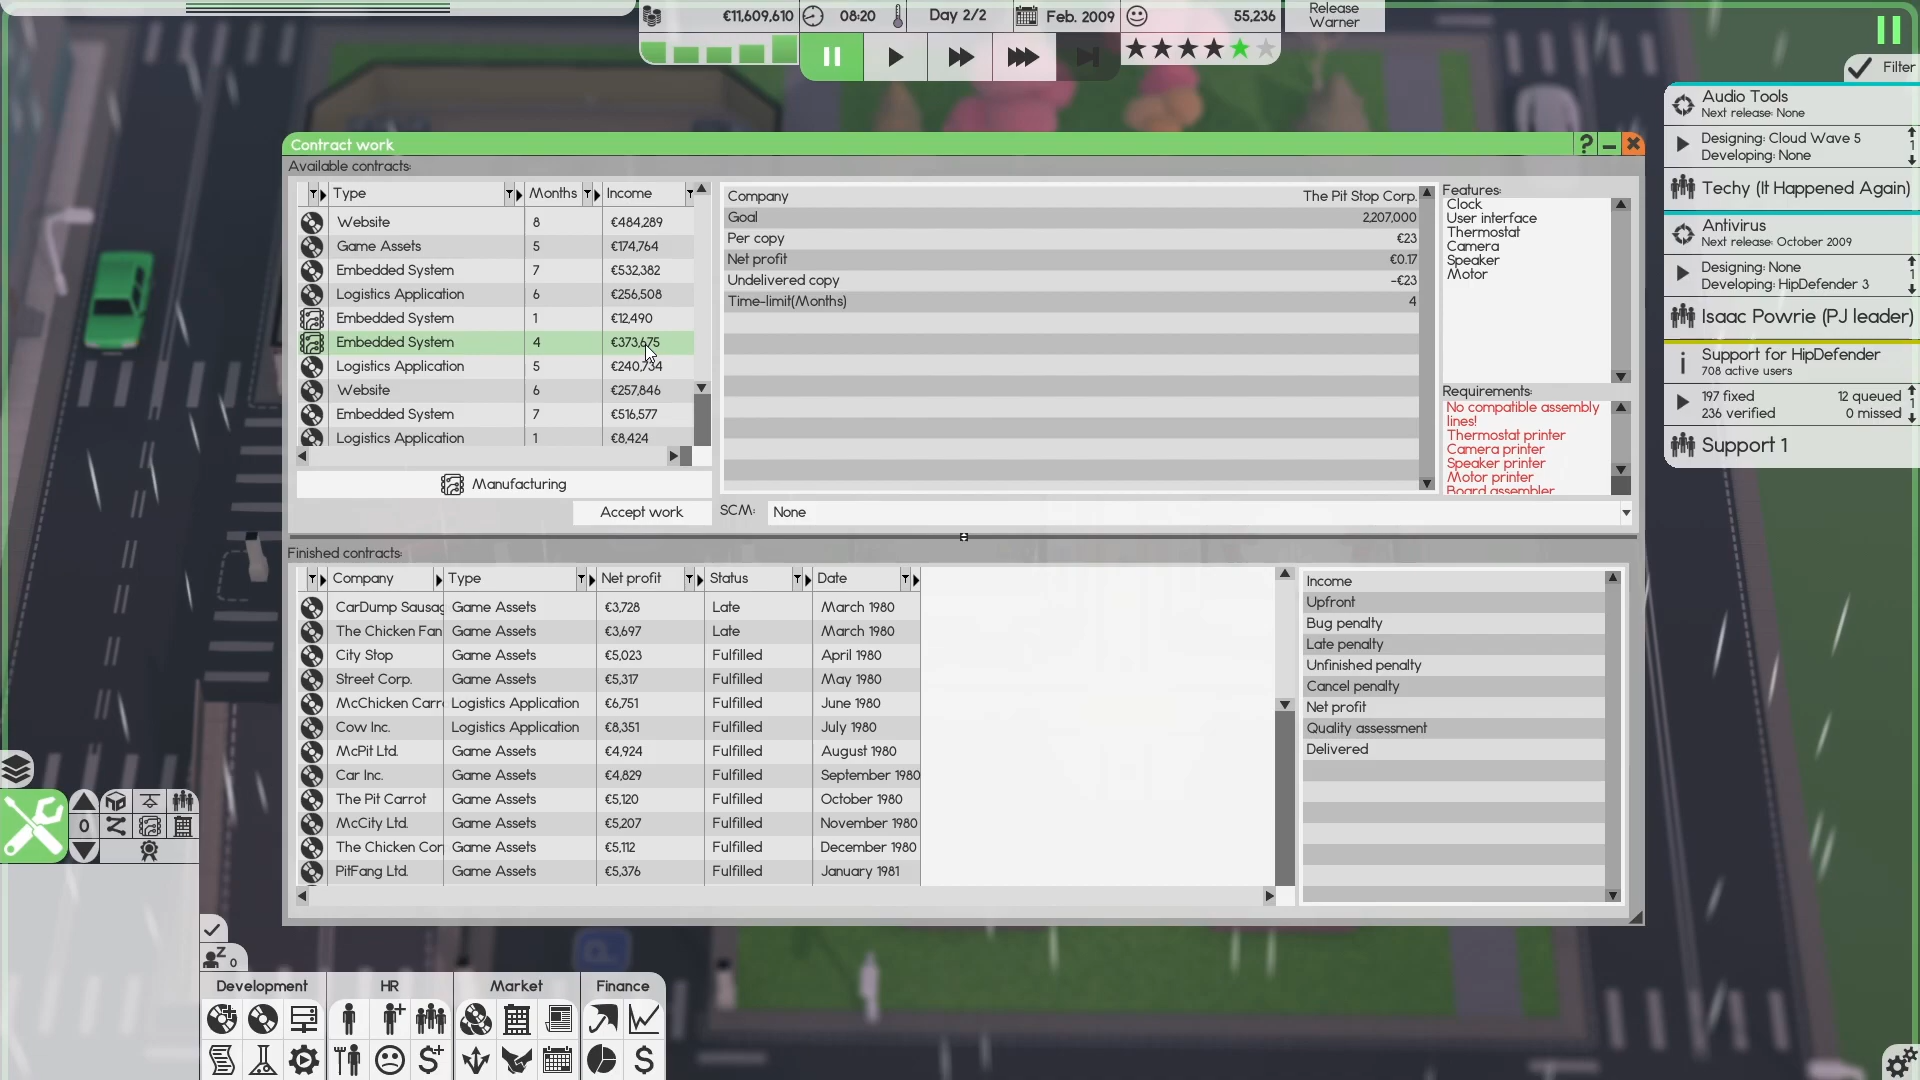 €11,609,610
08:20
Day 2/2
Feb. 2009
55,236
Release
Warner
Filter
Audio Tools
Next release: None
Designing: Cloud Wave 5
Developing: None
1
Techy (It Happened Again)
Antivirus
Next release: October 2009
Designing: None
Developing: HipDefender 3
1
Isaac Powrie (PJ leader)
Support for HipDefender
708 active users
197 fixed 12 queued
236 verified 0 missed
1
Support 1
Contract work
?
Available contracts:
Type Months Income
Website 8 €484,289
Game Assets 5 €174,764
Embedded System 7 €532,382
Logistics Application 6 €256,508
Embedded System 1 €12,490
Embedded System 4 €373,675
Logistics Application 5 €240,734
Website 6 €257,846
Embedded System 7 €516,577
Logistics Application 1 €8,424
Manufacturing
Accept work
Company The Pit Stop Corp.
Goal 2,207,000
Per copy €23
Net profit €0.17
Undelivered copy -€23
Time-limit(Months) 4
SCM: None
Features:
Clock
User interface
Thermostat
Camera
Speaker
Motor
Requirements:
No compatible assembly
lines!
Thermostat printer
Camera printer
Speaker printer
Motor printer
Board assembler
Finished contracts:
Company Type Net profit Status Date
CarDump Sausag Game Assets €3,728 Late March 1980
The Chicken Fan Game Assets €3,697 Late March 1980
City Stop Game Assets €5,023 Fulfilled April 1980
Street Corp. Game Assets €5,317 Fulfilled May 1980
McChicken Carr Logistics Application €6,751 Fulfilled June 1980
Cow Inc. Logistics Application €8,351 Fulfilled July 1980
McPit Ltd. Game Assets €4,924 Fulfilled August 1980
Car Inc. Game Assets €4,829 Fulfilled September 1980
The Pit Carrot Game Assets €5,120 Fulfilled October 1980
McCity Ltd. Game Assets €5,207 Fulfilled November 1980
The Chicken Cor Game Assets €5,112 Fulfilled December 1980
PitFang Ltd. Game Assets €5,376 Fulfilled January 1981
Income
Upfront
Bug penalty
Late penalty
Unfinished penalty
Cancel penalty
Net profit
Quality assessment
Delivered
0
Z 0
Development HR Market Finance